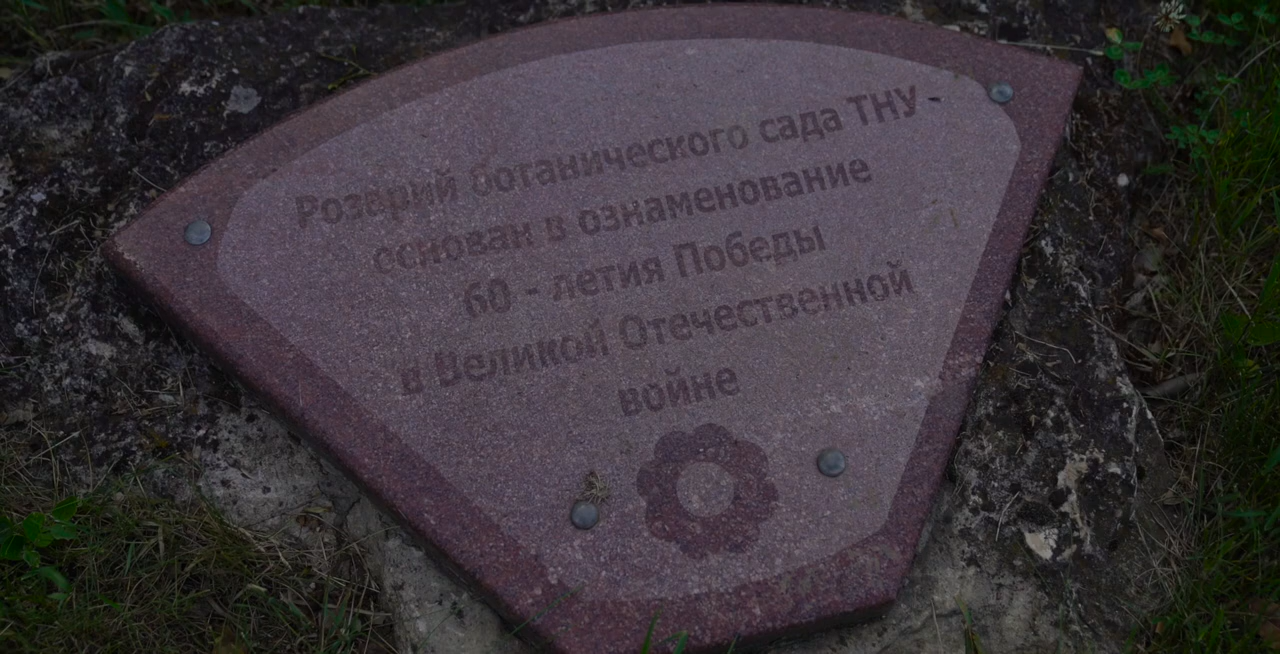 Розарий ботанического сада ТНУ
основан в ознаменование
60 - летия Победы
в Великой Отечественной
войне